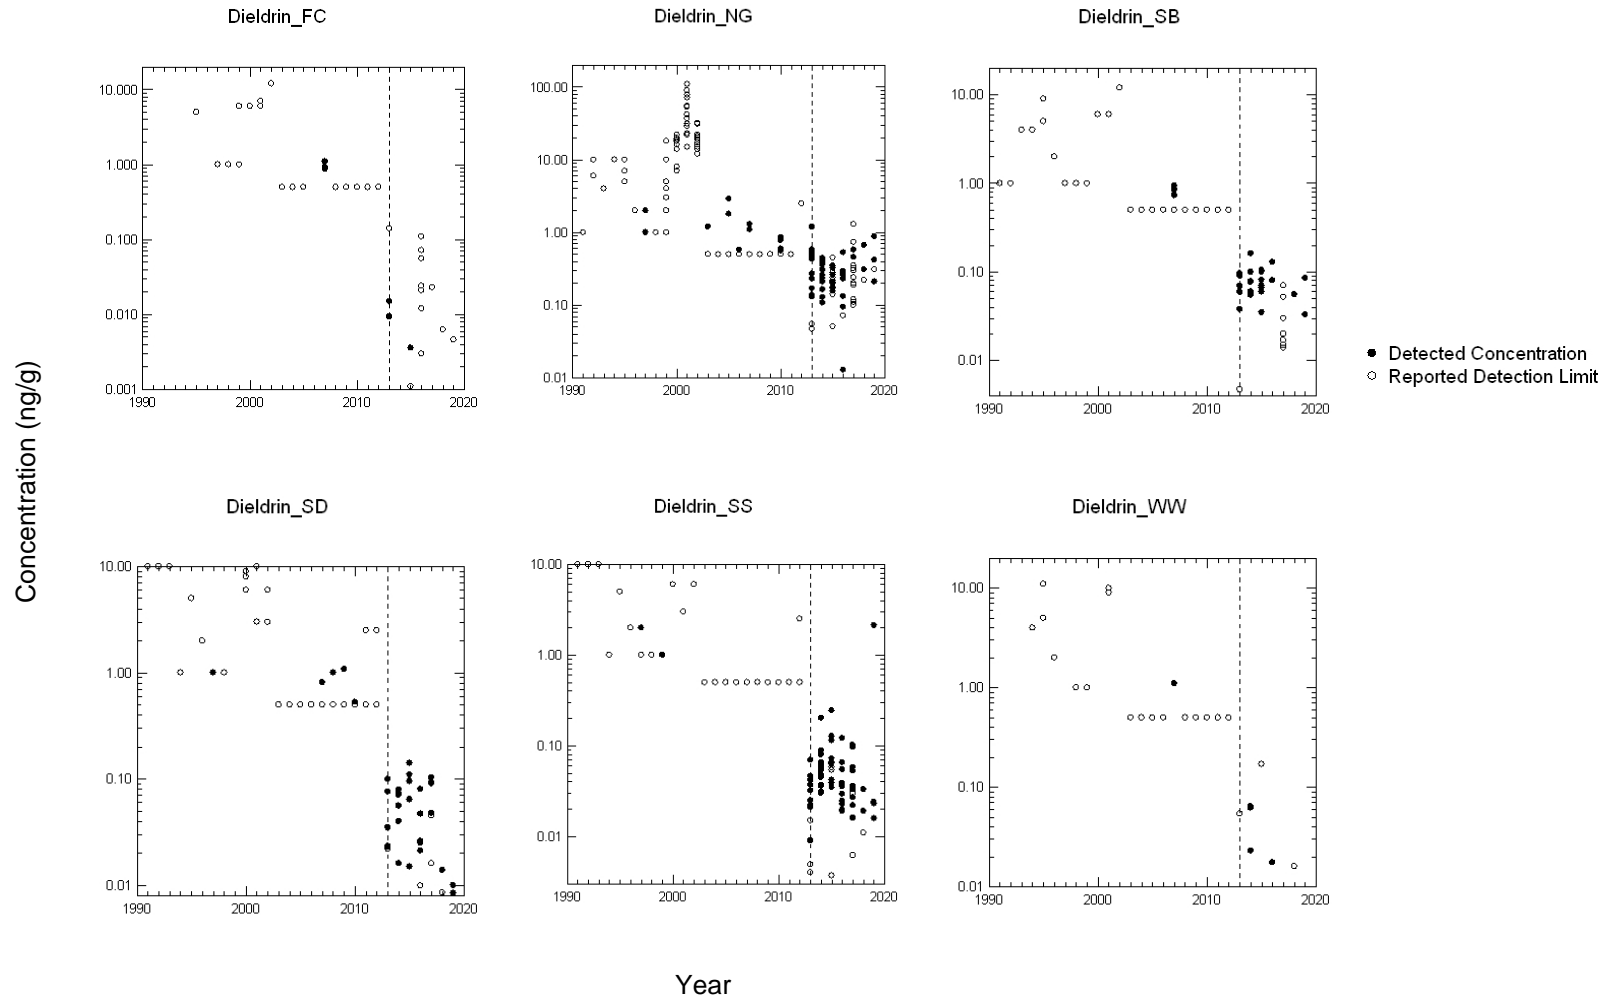 Dieldrin_FC
Dieldrin_NG
Dieldrin_SB
10.000
1.000
0.100
0.010
0.001
1990 2000 2010 2020
100.00
10.00
1.00
0.10
0.01
1990 2000 2010 2020
10.00
1.00
0.10
0.01
1990 2000 2010 2020
Detected Concentration
Reported Detection Limit
Concentration (ng/g)
Dieldrin_SD
Dieldrin_SS
Dieldrin_WW
10.00
1.00
0.10
0.01
1990 2000 2010 2020
10.00
1.00
0.10
0.01
1990 2000 2010 2020
10.00
1.00
0.10
0.01
1990 2000 2010 2020
Year